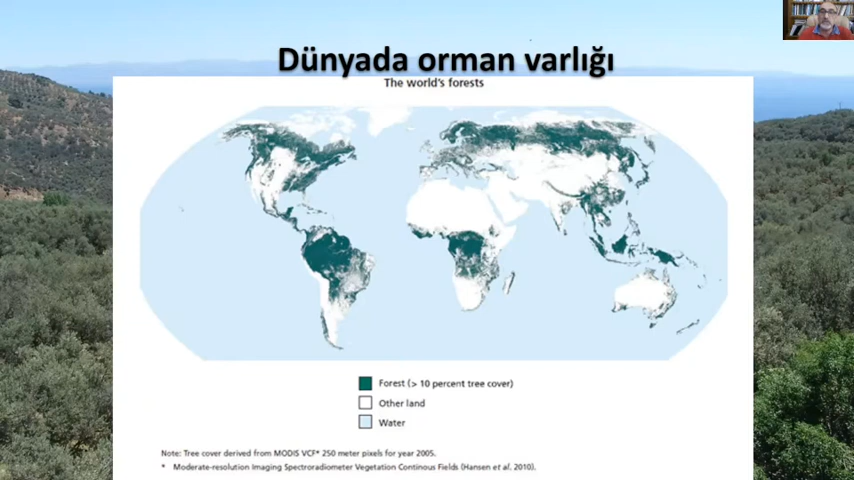 Dünyada orman varlığı
The world's forests
Forest (> 10 percent tree cover)
Other land
Water
Note: Tree cover derived from MODIS VCF* 250 meter pixels for year 2005.
* Moderate-resolution Imaging Spectroradiometer Vegetation Continous Fields (Hansen et al, 2010).